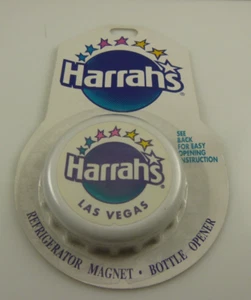 Harrah's
SEE
BACK
FOR EASY
OPENING
INSTRUCTION
Harrah's
LAS VEGAS
REFRIGERATOR MAGNET • BOTTLE OPENER